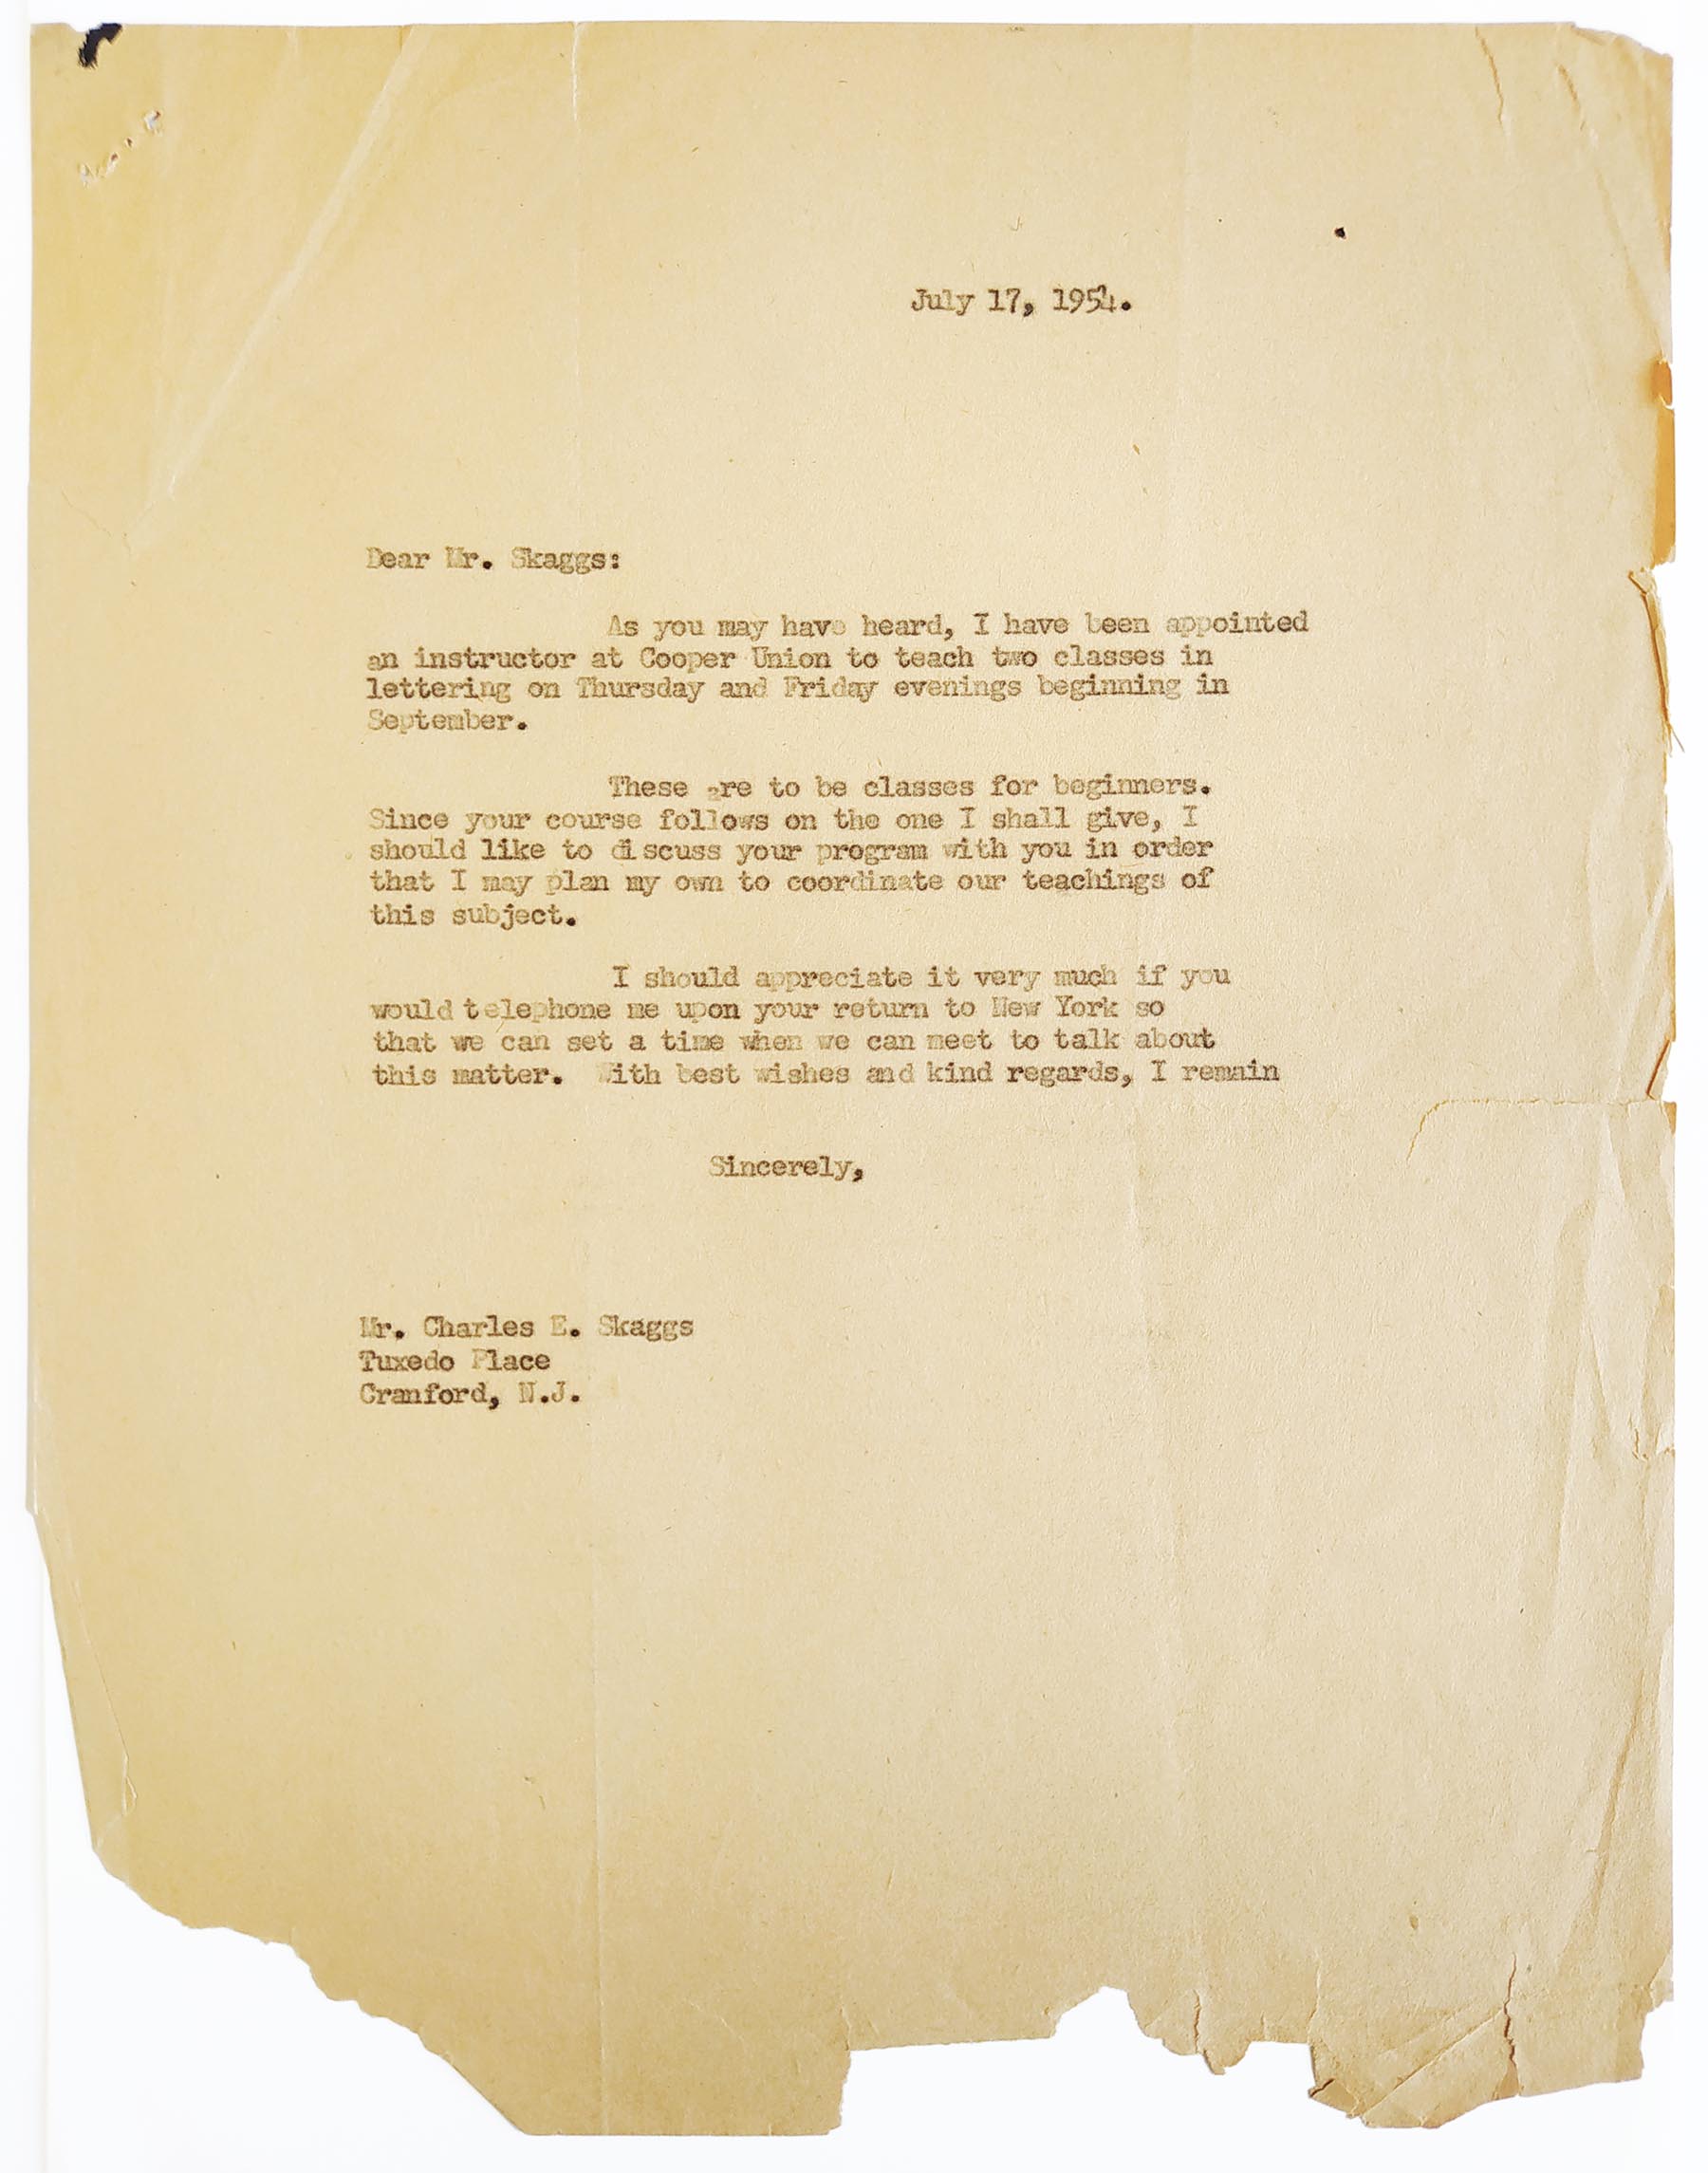 July 17, 1954.
Dear Mr. Skaggs:
As you may have heard, I have been appointed
an instructor at Cooper Union to teach two classes in
lettering on Thursday and Friday evenings beginning in
September.
These are to be classes for beginners.
Since your course follows on the one I shall give, I
should like to discuss your program with you in order
that I may plan my own to coordinate our teachings of
this subject.
I should appreciate it very much if you
would telephone me upon your return to New York so
that we can set a time when we can meet to talk about
this matter. With best wishes and kind regards, I remain
Sincerely,
Mr. Charles E. Skaggs
Tuxedo Place
Cranford, N.J.